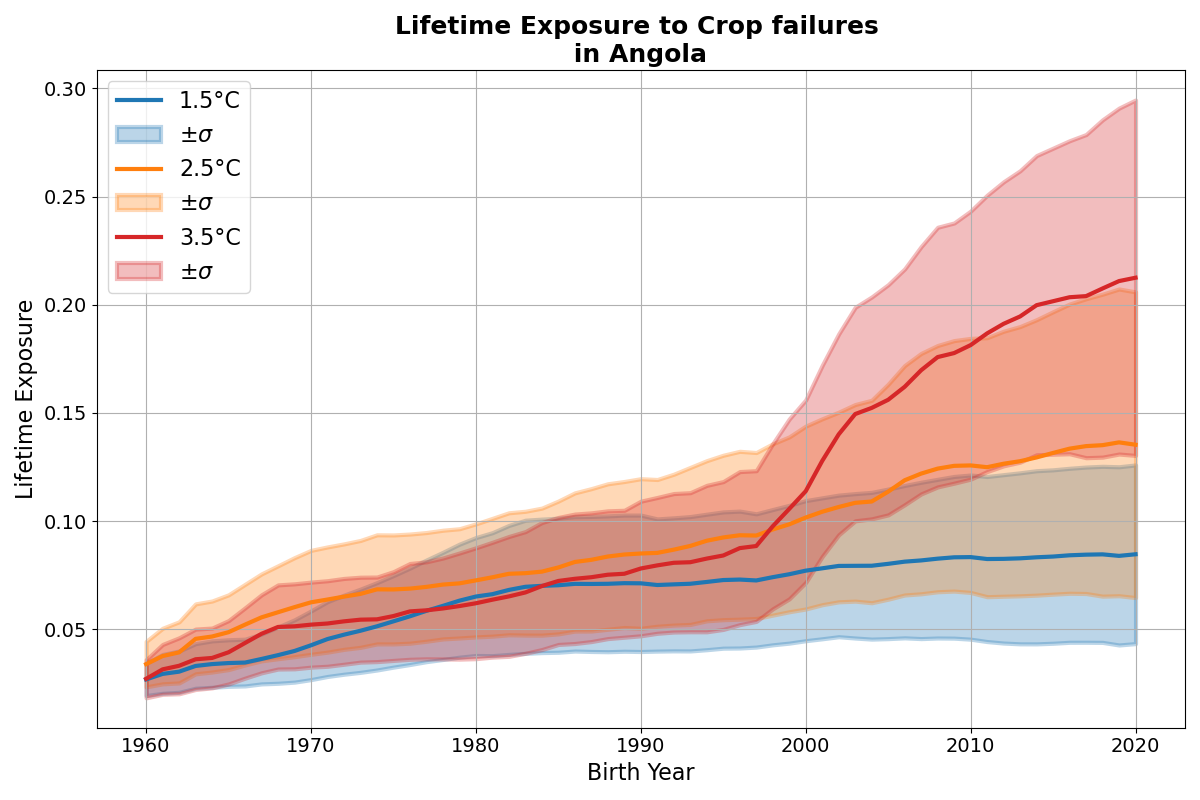 Lifetime Exposure to Crop failures
in Angola
0.30
0.25
0.20
0.15
0.10
0.05
Lifetime Exposure
1.5°C
±σ
2.5°C
±σ
3.5°C
±σ
1960
1970
1980
1990
2000
2010
2020
Birth Year